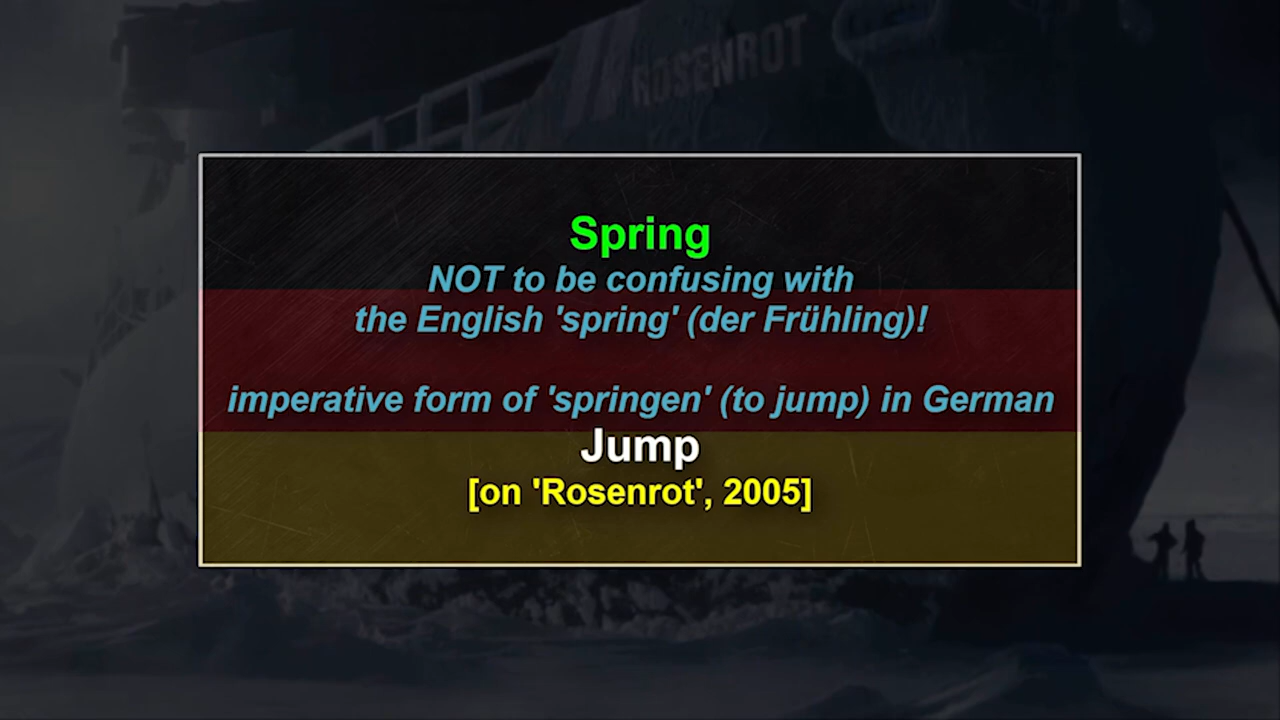 ROSENROT
Spring
NOT to be confusing with
the English 'spring' (der Frühling)!
imperative form of 'springen' (to jump) in German
Jump
[on 'Rosenrot', 2005]